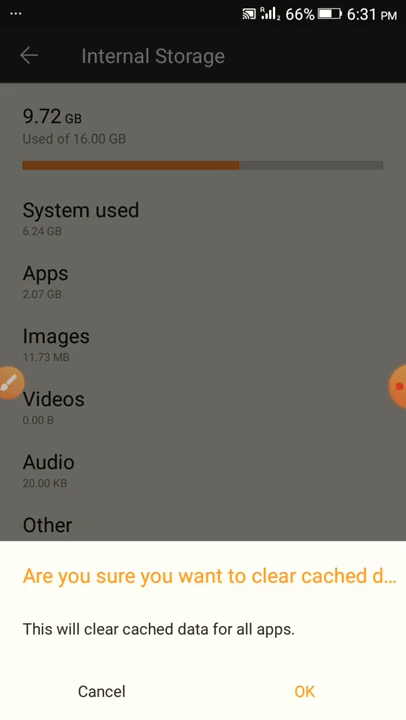 ... R 2 66% 6:31 PM
Internal Storage
9.72 GB
Used of 16.00 GB
System used
6.24 GB
Apps
2.07 GB
Images
11.73 MB
Videos
0.00 B
Audio
20.00 KB
Other
Are you sure you want to clear cached d...
This will clear cached data for all apps.
Cancel OK